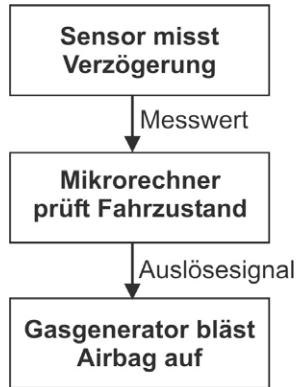 Sensor misst
Verzögerung
Messwert
Mikrorechner
prüft Fahrzustand
Auslösesignal
Gasgenerator bläst
Airbag auf